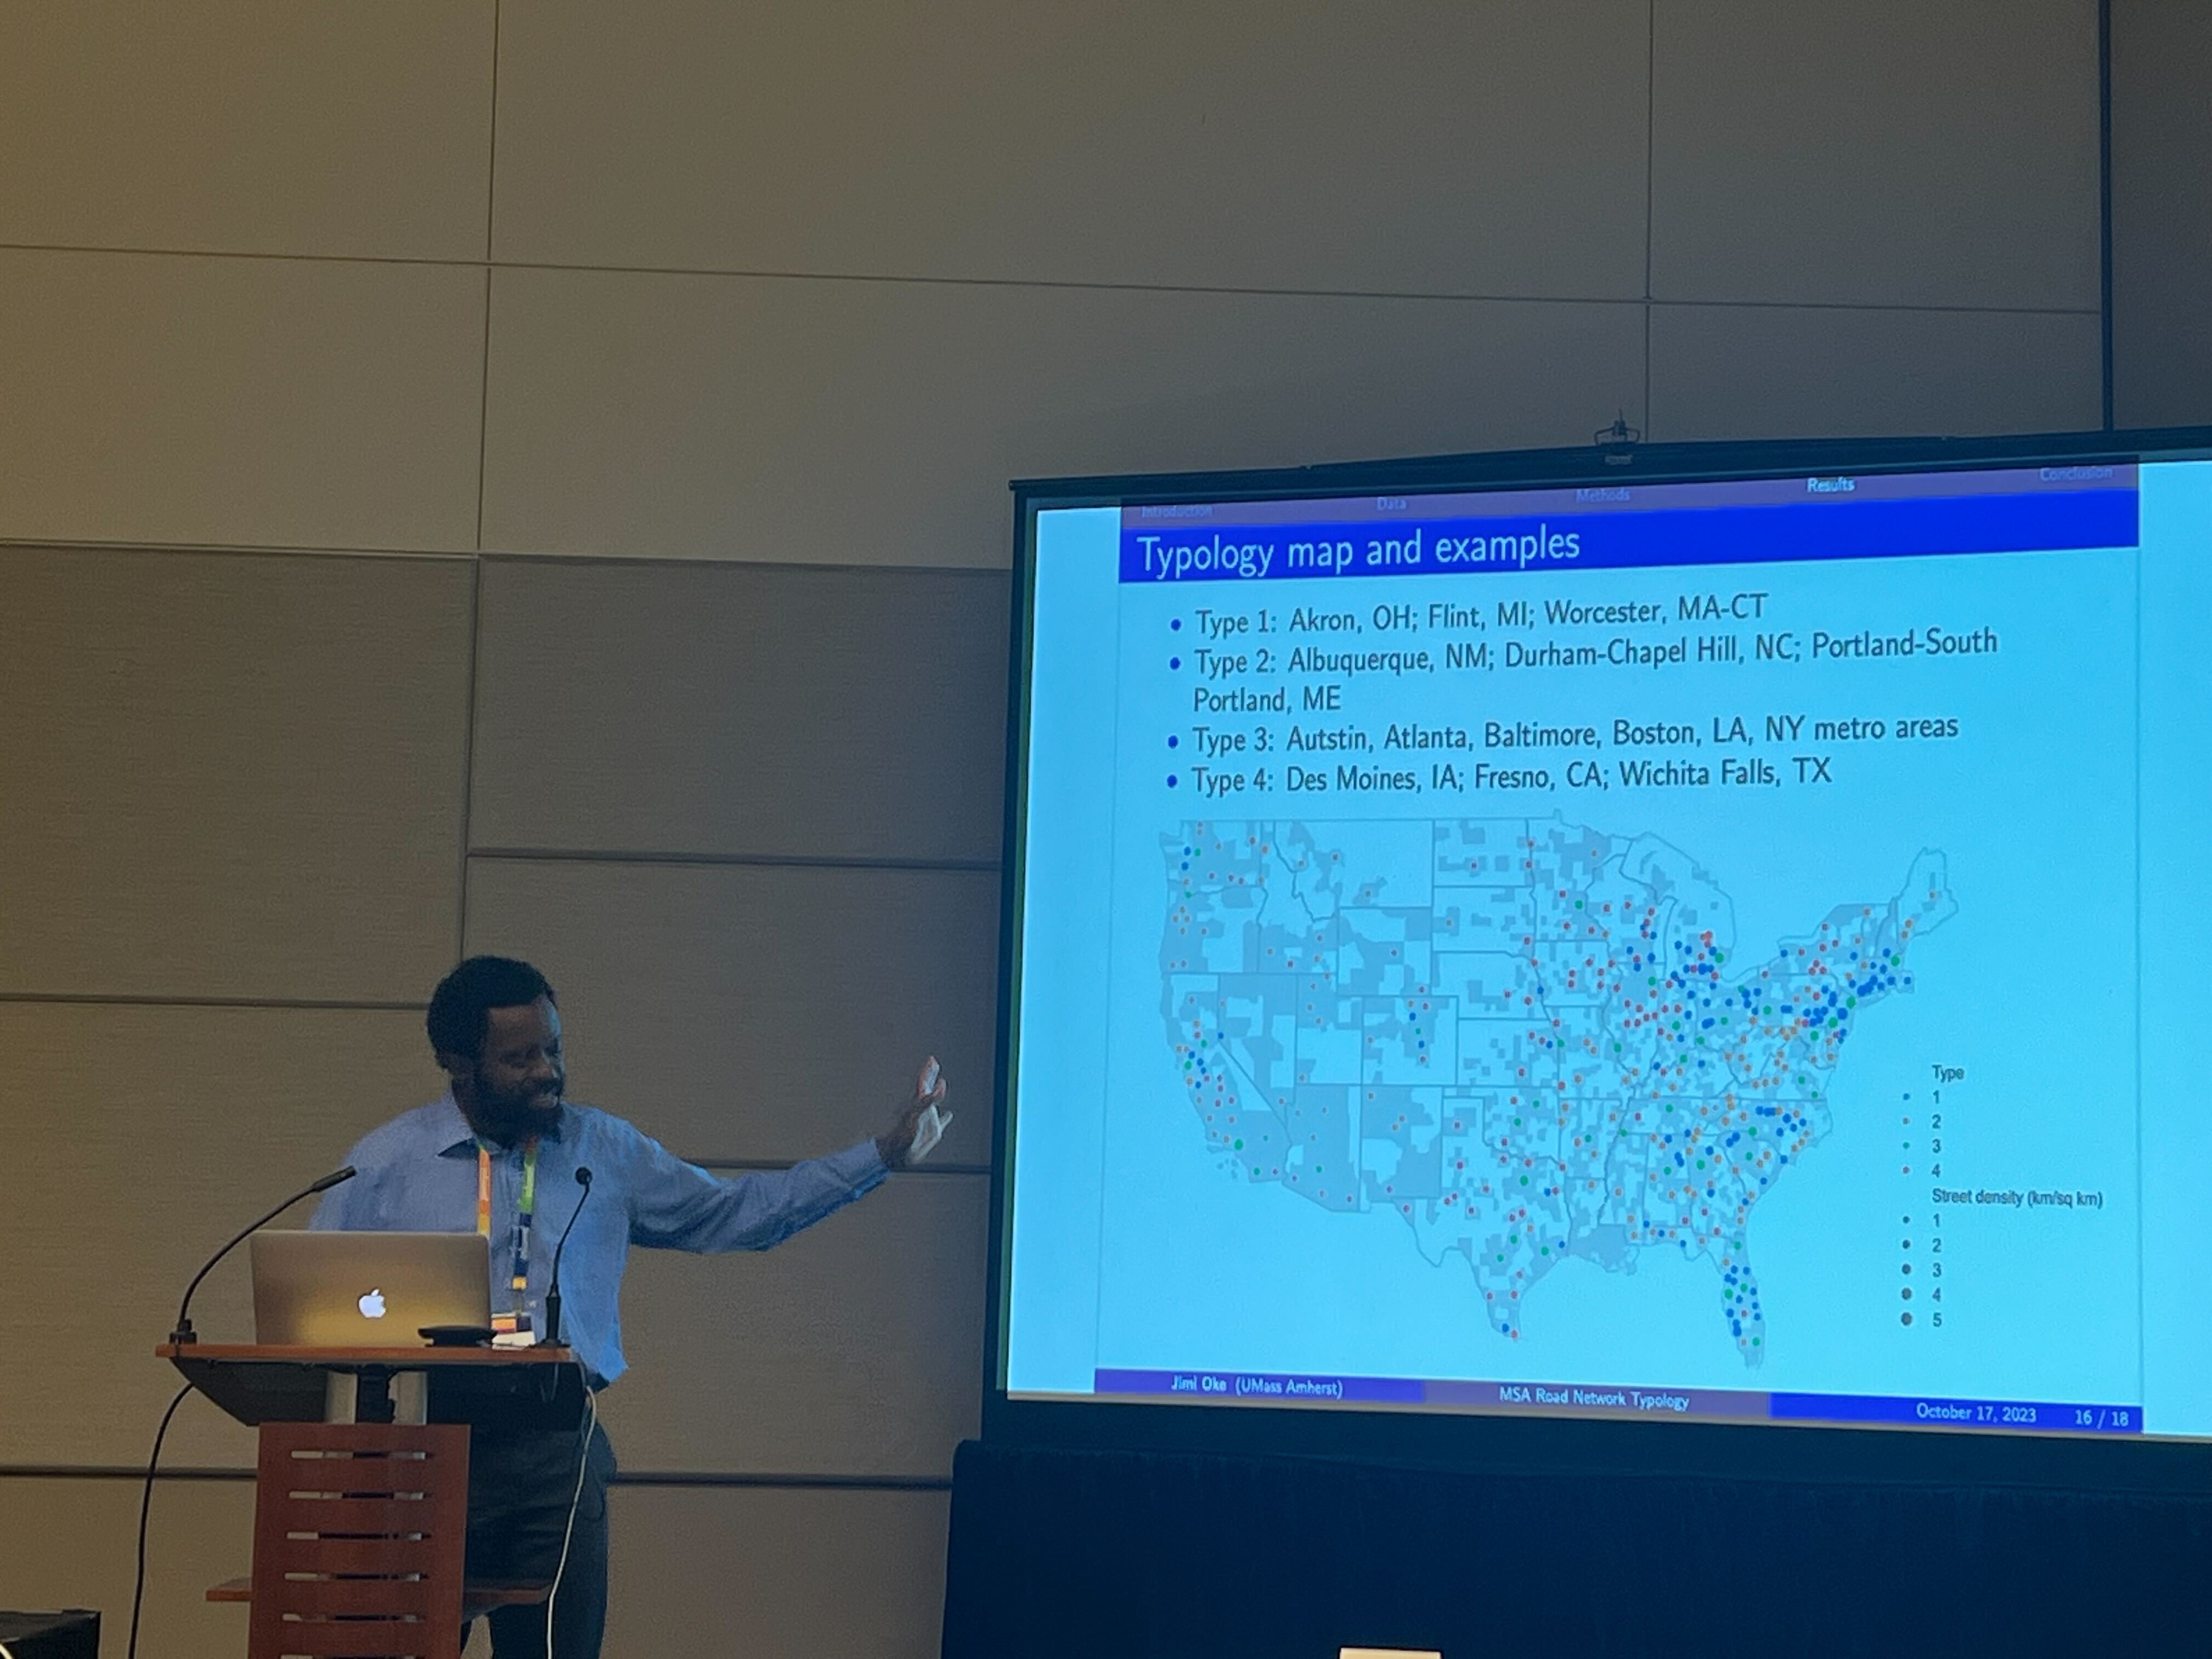 Introduction Data Methods Results Conclusion
Typology map and examples
Type 1: Akron, OH; Flint, MI; Worcester, MA-CT
Type 2: Albuquerque, NM; Durham-Chapel Hill, NC; Portland-South
Portland, ME
Type 3: Autstin, Atlanta, Baltimore, Boston, LA, NY metro areas
Type 4: Des Moines, IA; Fresno, CA; Wichita Falls, TX
Type
1
2
3
4
Street density (km/sq km)
1
2
3
4
5
Jimi Oke (UMass Amherst) MSA Road Network Typology October 17, 2023 16 / 18